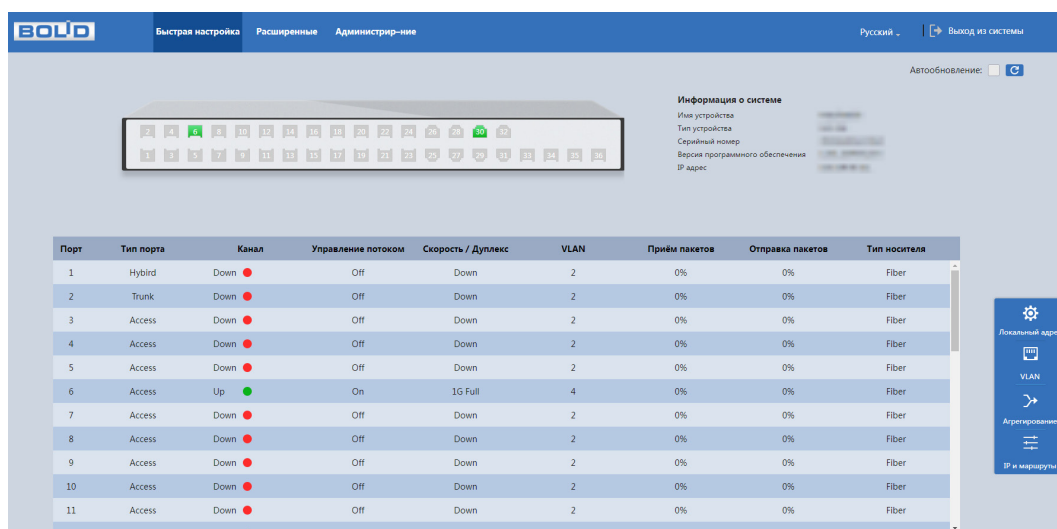 BOLID Быстрая настройка Расширенные Администрир-ние Русский Выход из системы
Автообновление:
Информация о системе
Имя устройства
Тип устройства
Серийный номер
Версия программного обеспечения
IP адрес
2 4 6 8 10 12 14 16 18 20 22 24 26 28 30 32
1 3 5 7 9 11 13 15 17 19 21 23 25 27 29 31 33 34 35 36
Порт Тип порта Канал Управление потоком Скорость / Дуплекс VLAN Приём пакетов Отправка пакетов Тип носителя
1 Hybird Down Off Down 2 0% 0% Fiber
2 Trunk Down Off Down 2 0% 0% Fiber
3 Access Down Off Down 2 0% 0% Fiber
4 Access Down Off Down 2 0% 0% Fiber
5 Access Down Off Down 2 0% 0% Fiber
6 Access Up On 1G Full 4 0% 0% Fiber
7 Access Down Off Down 2 0% 0% Fiber
8 Access Down Off Down 2 0% 0% Fiber
9 Access Down Off Down 2 0% 0% Fiber
10 Access Down Off Down 2 0% 0% Fiber
11 Access Down Off Down 2 0% 0% Fiber
Локальный адре
VLAN
Агрегирование
IP и маршруты